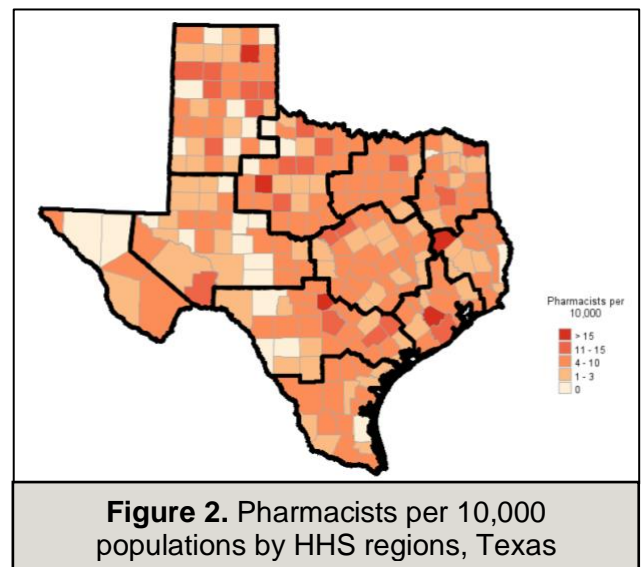 Pharmacists per
10,000
> 15
11 - 15
4 - 10
1 - 3
0
Figure 2. Pharmacists per 10,000
populations by HHS regions, Texas